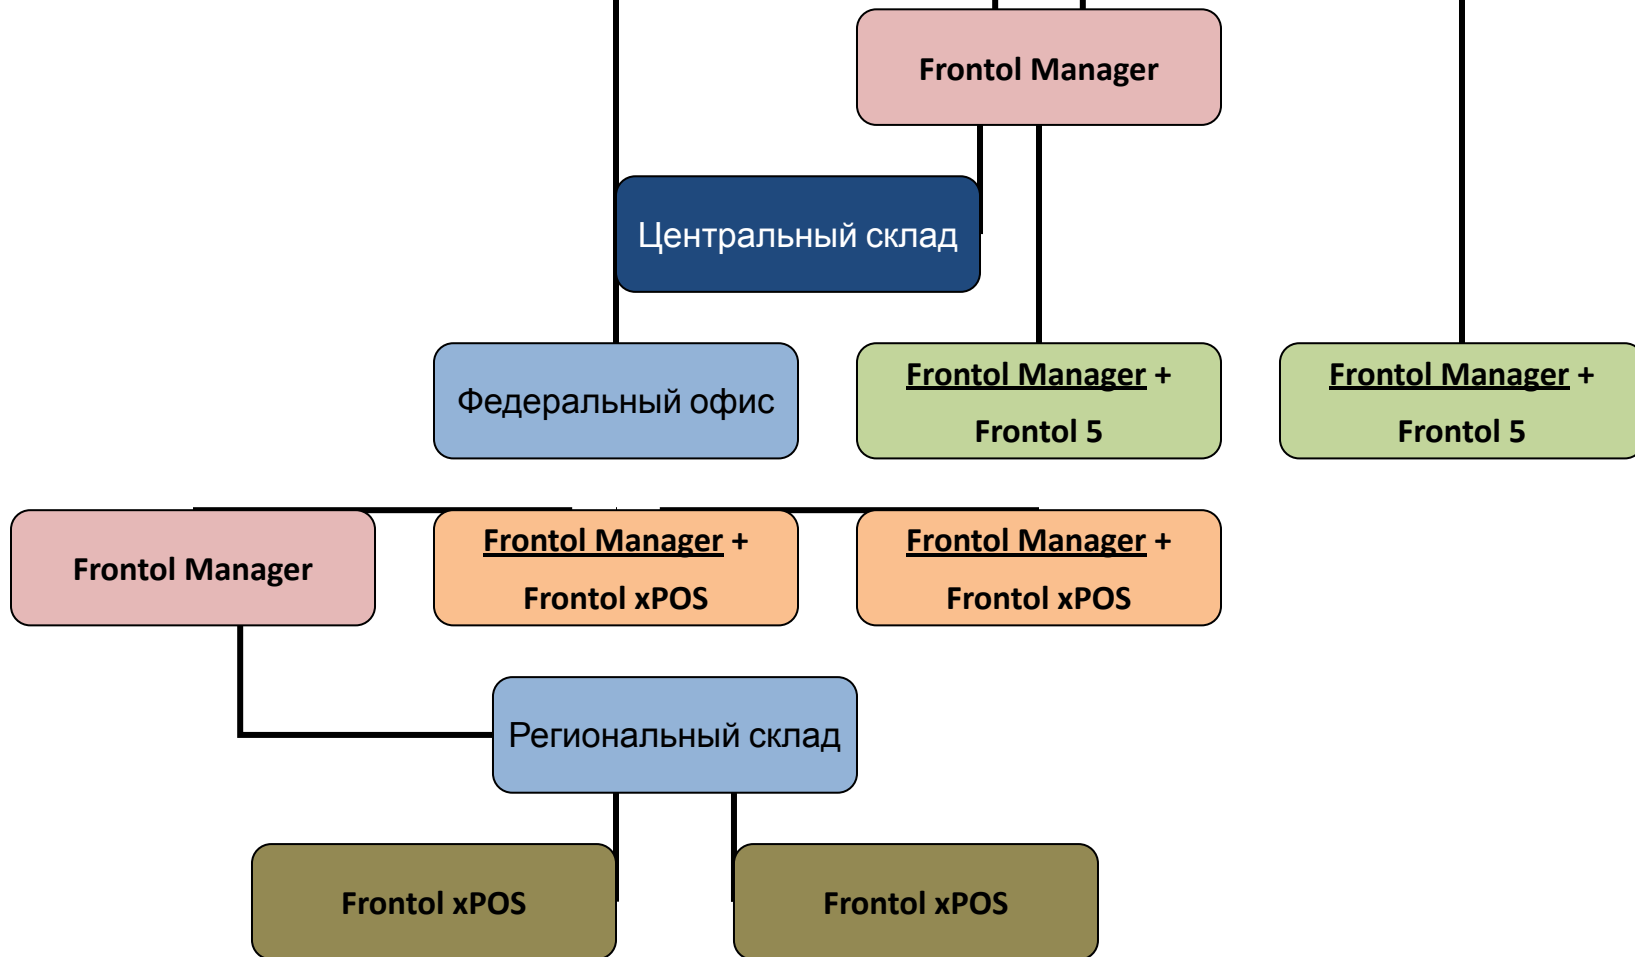 Frontol Manager
Центральный склад
Федеральный офис
Frontol Manager +
Frontol 5
Frontol Manager +
Frontol 5
Frontol Manager
Frontol Manager +
Frontol xPOS
Frontol Manager +
Frontol xPOS
Региональный склад
Frontol xPOS
Frontol xPOS